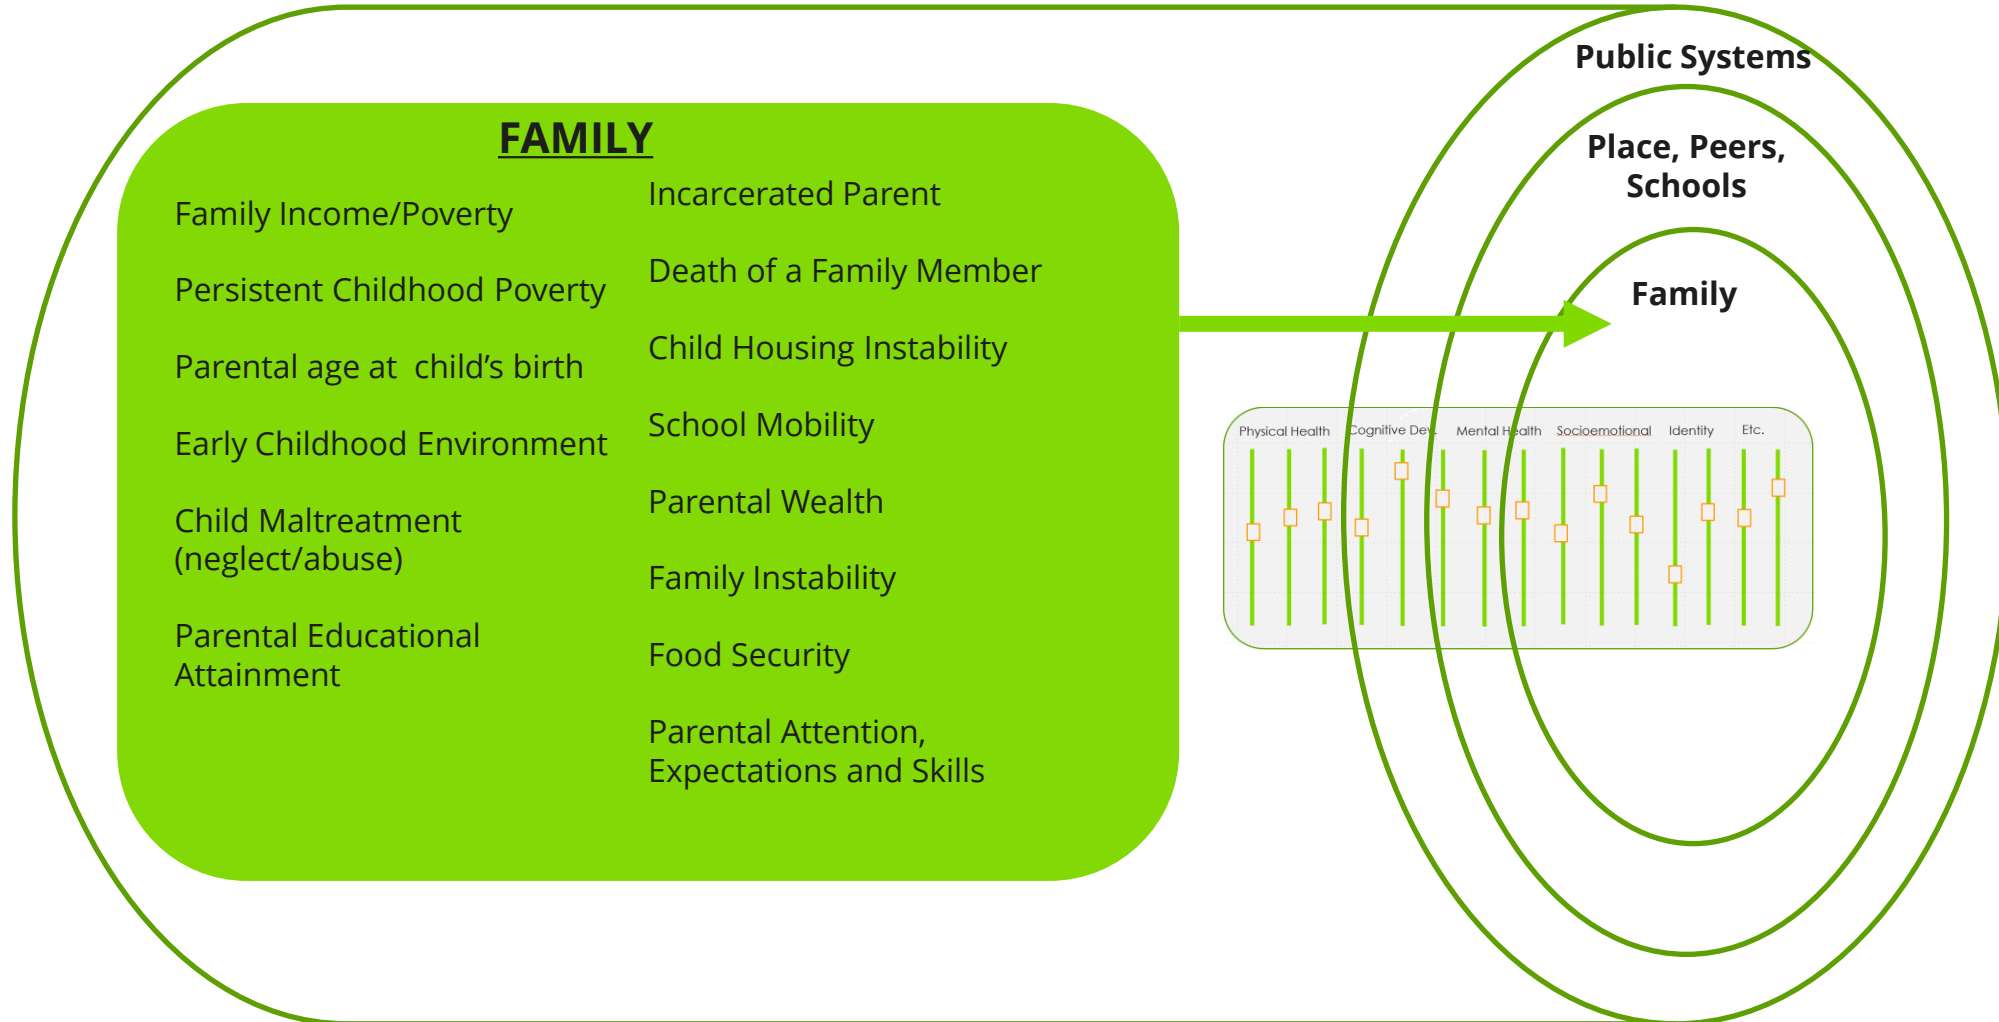 FAMILY
Family Income/Poverty
Persistent Childhood Poverty
Parental age at  child’s birth
Early Childhood Environment
Child Maltreatment
(neglect/abuse)
Parental Educational
Attainment
Incarcerated Parent
Death of a Family Member
Child Housing Instability
School Mobility
Parental Wealth
Family Instability
Food Security
Parental Attention,
Expectations and Skills
Public Systems
Place, Peers,
Schools
Family
Physical Health Cognitive Dev. Mental Health Socioemotional Identity Etc.